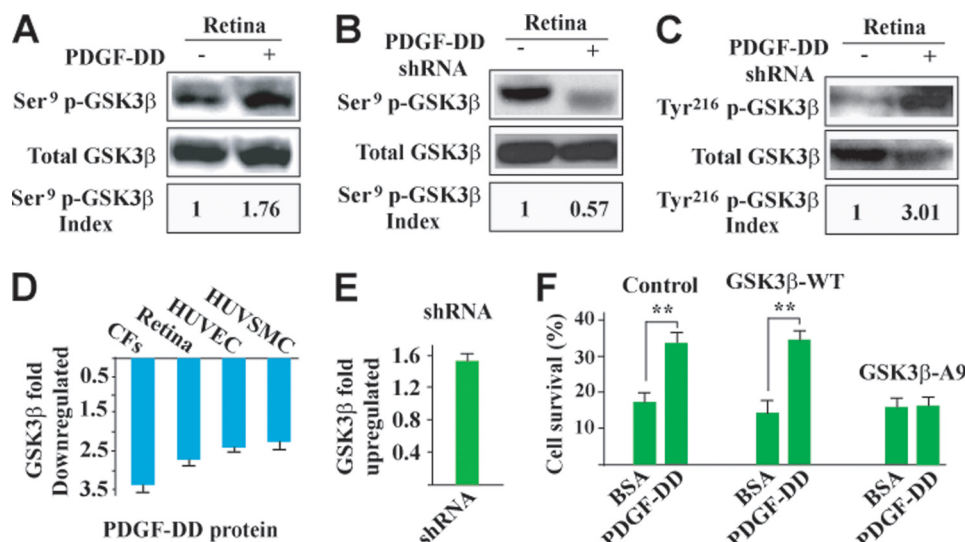 A
Retina
PDGF-DD - +
Ser⁹ p-GSK3β
Total GSK3β
Ser⁹ p-GSK3β
Index
1 1.76
B
Retina
PDGF-DD
shRNA
- +
Ser⁹ p-GSK3β
Total GSK3β
Ser⁹ p-GSK3β
Index
1 0.57
C
Retina
PDGF-DD
shRNA
- +
Tyr²¹⁶ p-GSK3β
Total GSK3β
Tyr²¹⁶ p-GSK3β
Index
1 3.01
D
CFs
Retina
HUVEC
HUVSMC
GSK3β fold
Downregulated
0.5
1.5
2.5
3.5
PDGF-DD protein
E
shRNA
GSK3β fold
upregulated
1.6
1.2
0.8
0.4
shRNA
F
Control
GSK3β-WT
GSK3β-A9
**
**
Cell survival (%)
40
30
20
10
BSA
PDGF-DD
BSA
PDGF-DD
BSA
PDGF-DD